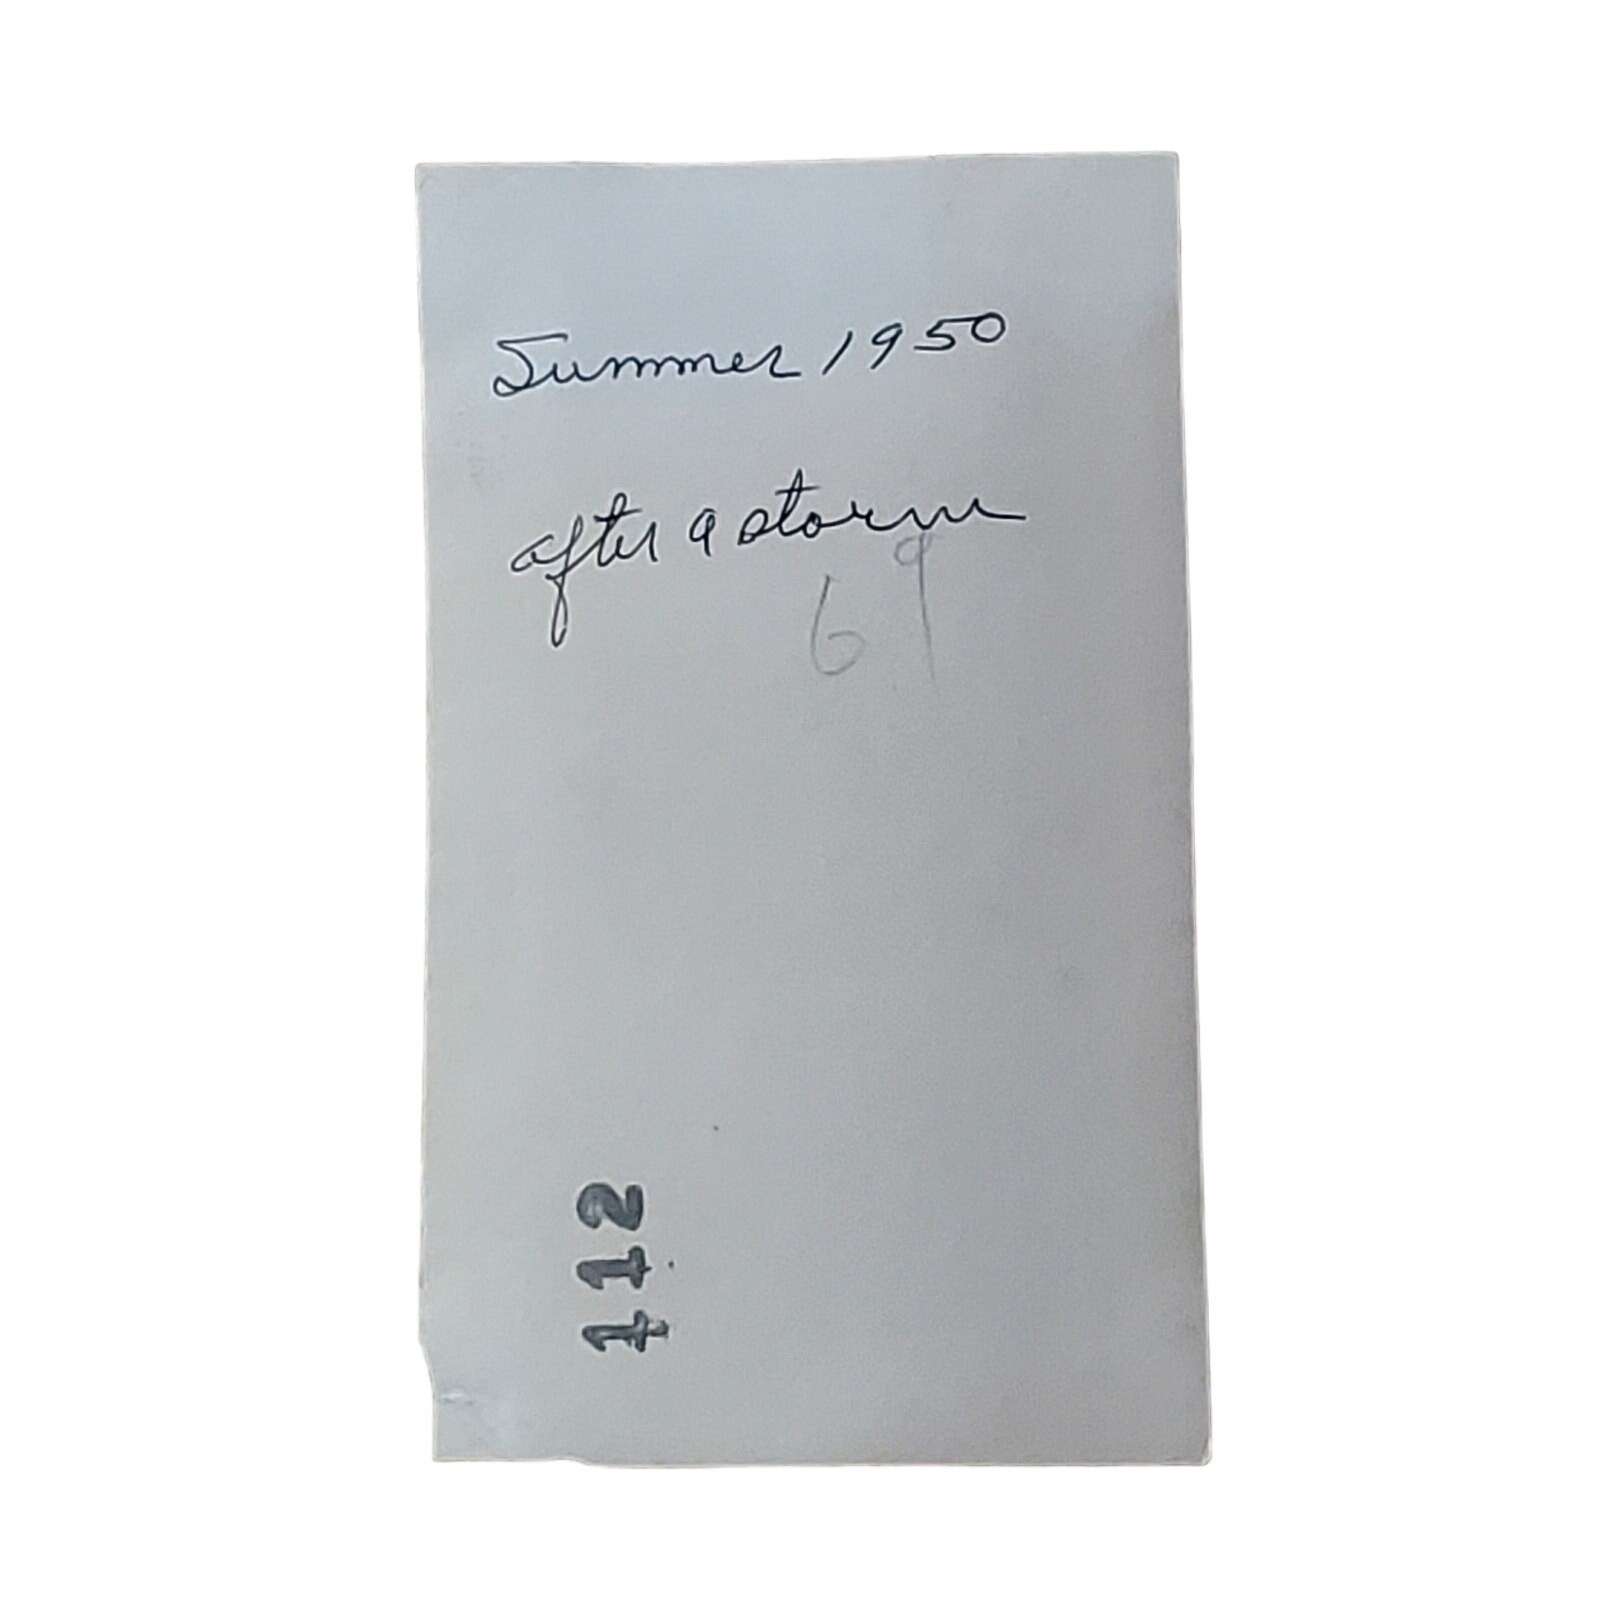 Summer 1950
after a storm
69
112